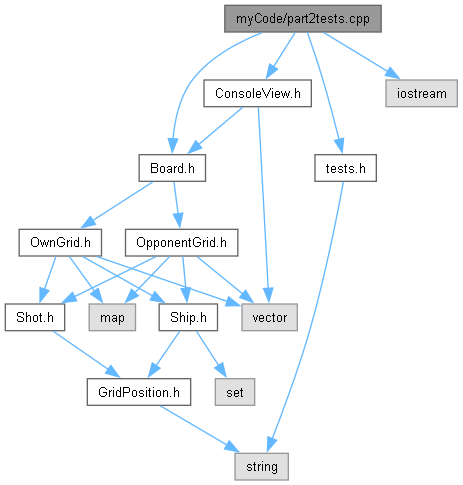 myCode/part2tests.cpp
ConsoleView.h
iostream
Board.h
tests.h
OwnGrid.h
OpponentGrid.h
Shot.h
map
Ship.h
vector
GridPosition.h
set
string